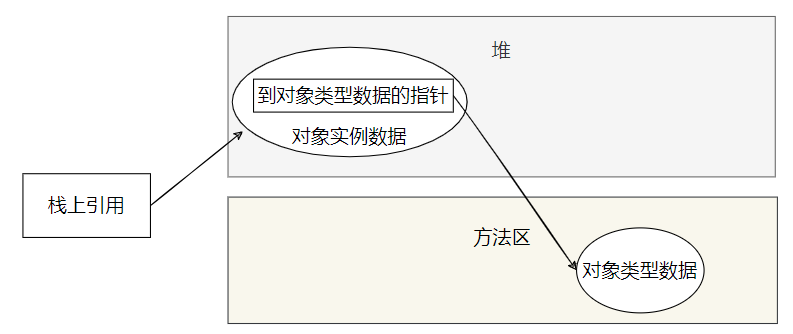 堆
到对象类型数据的指针
对象实例数据
栈上引用
方法区
对象类型数据